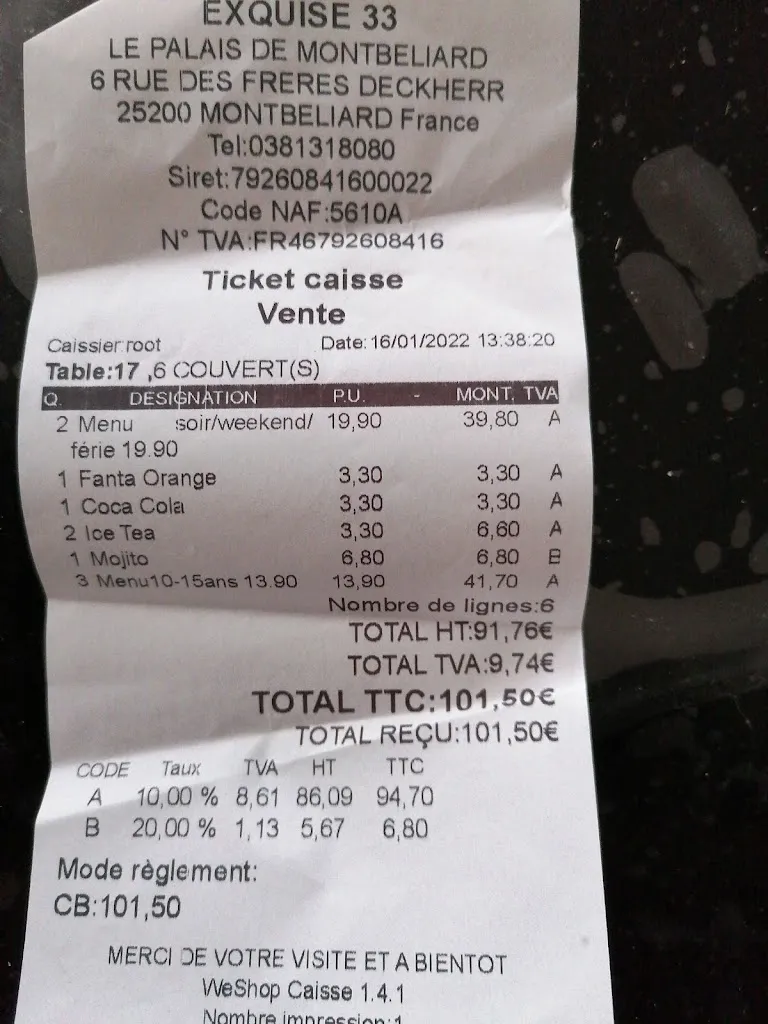 EXQUISE 33
LE PALAIS DE MONTBELIARD
6 RUE DES FRERES DECKHERR
25200 MONTBELIARD France
Tel:0381318080
Siret:79260841600022
Code NAF:5610A
N° TVA:FR46792608416
Ticket caisse
Vente
Caissier:root Date:16/01/2022 13:38:20
Table:17 ,6 COUVERT(S)
Q. DESIGNATION P.U. - MONT. TVA
2 Menu soir/weekend/ 19,90 39,80 A
férie 19.90
1 Fanta Orange 3,30 3,30 A
1 Coca Cola 3,30 3,30 A
2 Ice Tea 3,30 6,60 A
1 Mojito 6,80 6,80 B
3 Menu10-15ans 13.90 13,90 41,70 A
Nombre de lignes:6
TOTAL HT:91,76€
TOTAL TVA:9,74€
TOTAL TTC:101,50€
TOTAL REÇU:101,50€
CODE Taux TVA HT TTC
A 10,00 % 8,61 86,09 94,70
B 20,00 % 1,13 5,67 6,80
Mode règlement:
CB:101,50
MERCI DE VOTRE VISITE ET A BIENTOT
WeShop Caisse 1.4.1
Nombre impression:1